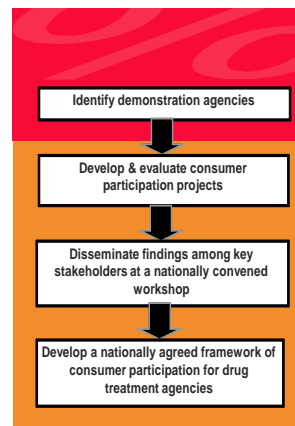 Identify demonstration agencies
Develop & evaluate consumer
participation projects
Disseminate findings among key
stakeholders at a nationally convened
workshop
Develop a nationally agreed framework of
consumer participation for drug
treatment agencies